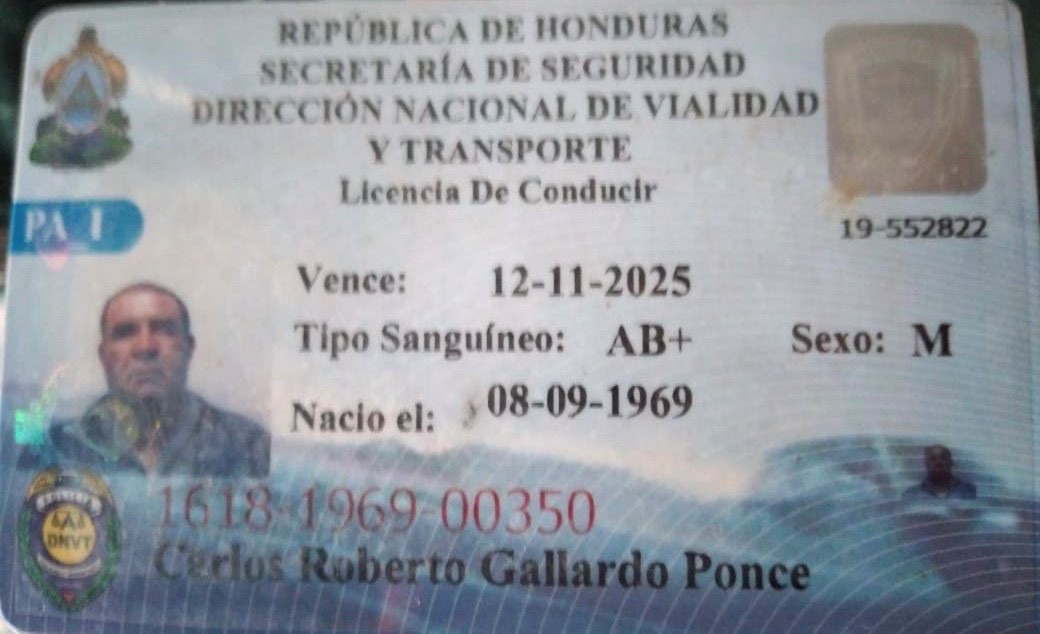 REPÚBLICA DE HONDURAS
SECRETARÍA DE SEGURIDAD
DIRECCIÓN NACIONAL DE VIALIDAD
Y TRANSPORTE
Licencia De Conducir
PA I
19-552822
Vence: 12-11-2025
Tipo Sanguíneo: AB+ Sexo: M
Nacio el: 08-09-1969
1618-1969-00350
DNVT
Carlos Roberto Gallardo Ponce